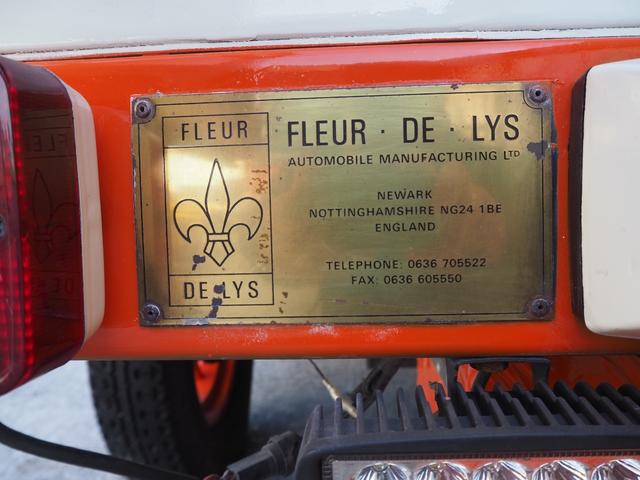 FLEUR
DE LYS
FLEUR · DE · LYS
AUTOMOBILE MANUFACTURING LTD
NEWARK
NOTTINGHAMSHIRE NG24 1BE
ENGLAND
TELEPHONE: 0636 705522
FAX: 0636 605550